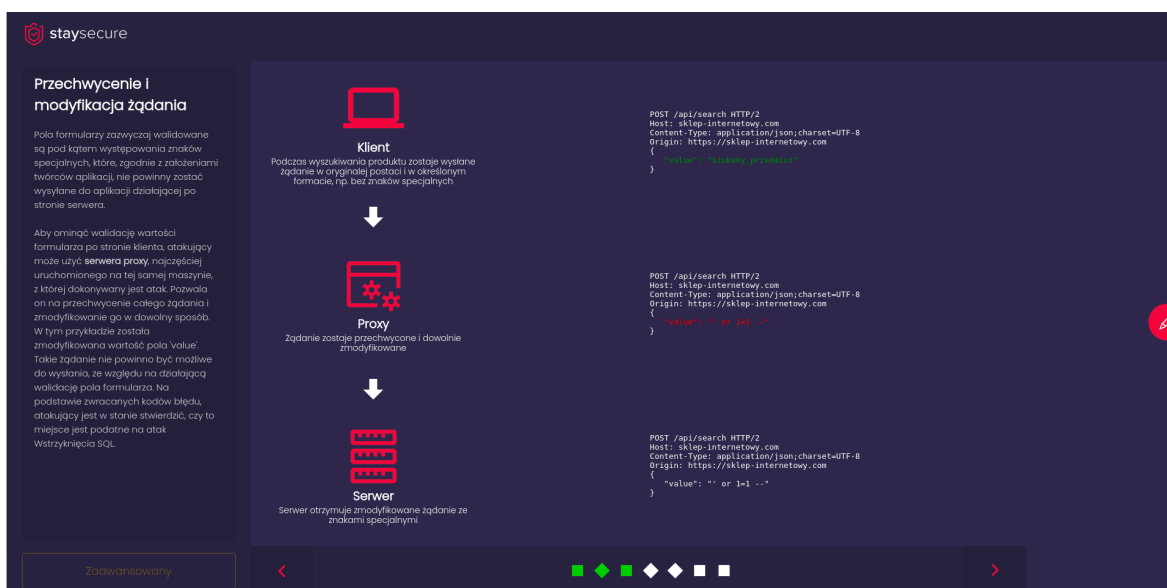 staysecure
Przechwycenie i
modyfikacja żądania
Pola formularzy zazwyczaj walidowane
są pod kątem występowania znaków
specjalnych, które, zgodnie z założeniami
twórców aplikacji, nie powinny zostać
wysyłane do aplikacji działającej po
stronie serwera.
Aby ominąć walidację wartości
formularza po stronie klienta, atakujący
może użyć serwera proxy, najczęściej
uruchomionego na tej samej maszynie,
z której dokonywany jest atak. Pozwala
on na przechwycenie całego żądania i
zmodyfikowanie go w dowolny sposób.
W tym przykładzie została
zmodyfikowana wartość pola 'value'.
Takie żądanie nie powinno być możliwe
do wysłania, ze względu na działającą
walidację pola formularza. Na
podstawie zwracanych kodów błędu,
atakujący jest w stanie stwierdzić, czy to
miejsce jest podatne na atak
Wstrzyknięcia SQL.
Zaawansowany
Klient
Podczas wyszukiwania produktu zostaje wysłane
żądanie w oryginalej postaci i w określonym
formacie, np. bez znaków specjalnych
POST /api/search HTTP/2
Host: sklep-internetowy.com
Content-Type: application/json;charset=UTF-8
Origin: https://sklep-internetowy.com
{
"value": "szukany przedmiot"
}
Proxy
Żądanie zostaje przechwycone i dowolnie
zmodyfikowane
POST /api/search HTTP/2
Host: sklep-internetowy.com
Content-Type: application/json;charset=UTF-8
Origin: https://sklep-internetowy.com
{
"value": "' or 1=1 --"
}
Serwer
Serwer otrzymuje zmodyfikowane żądanie ze
znakami specjalnymi
POST /api/search HTTP/2
Host: sklep-internetowy.com
Content-Type: application/json;charset=UTF-8
Origin: https://sklep-internetowy.com
{
"value": "' or 1=1 --"
}